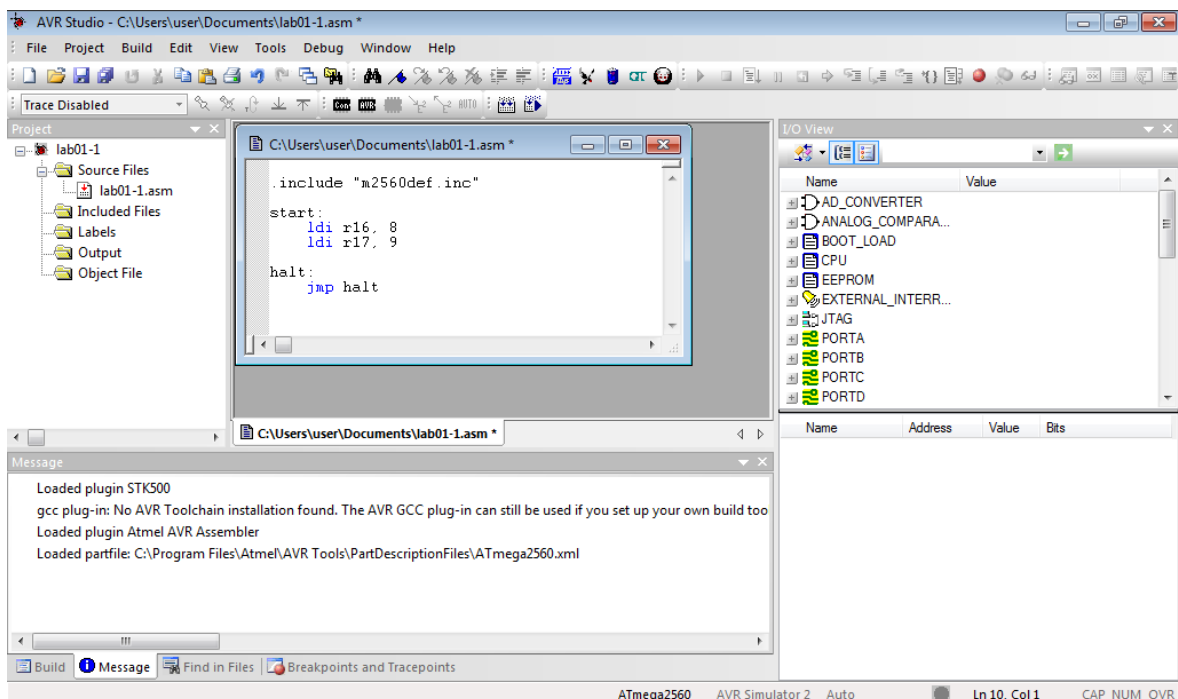 AVR Studio - C:\Users\user\Documents\lab01-1.asm *
File Project Build Edit View Tools Debug Window Help
Trace Disabled
Con AVR AUTO
Project
lab01-1
Source Files
lab01-1.asm
Included Files
Labels
Output
Object File
C:\Users\user\Documents\lab01-1.asm *
.include "m2560def.inc"
start:
ldi r16, 8
ldi r17, 9
halt:
jmp halt
C:\Users\user\Documents\lab01-1.asm *
I/O View
Name Value
AD_CONVERTER
ANALOG_COMPARA...
BOOT_LOAD
CPU
EEPROM
EXTERNAL_INTERR...
JTAG
PORTA
PORTB
PORTC
PORTD
Name Address Value Bits
Message
Loaded plugin STK500
gcc plug-in: No AVR Toolchain installation found. The AVR GCC plug-in can still be used if you set up your own build too
Loaded plugin Atmel AVR Assembler
Loaded partfile: C:\Program Files\Atmel\AVR Tools\PartDescriptionFiles\ATmega2560.xml
Build Message Find in Files Breakpoints and Tracepoints
ATmega2560 AVR Simulator 2 Auto Ln 10, Col 1 CAP NUM OVR